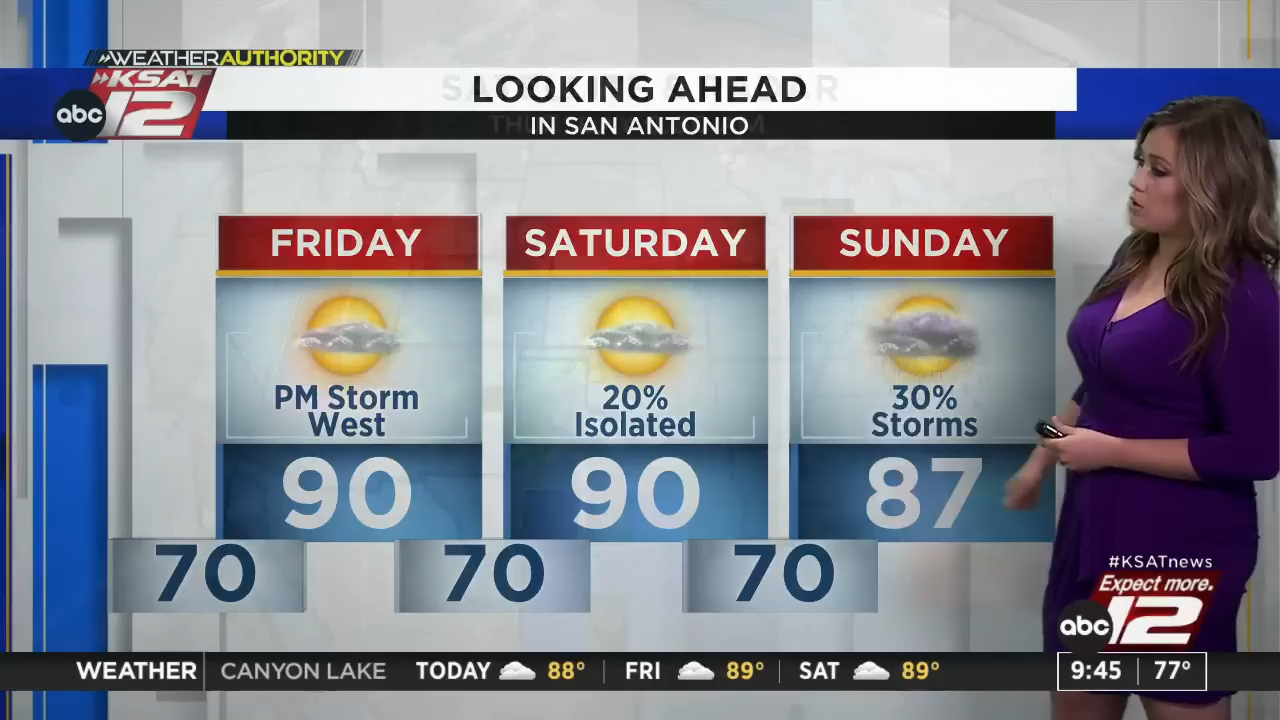 WEATHERAUTHORITY
KSAT
abc 12
LOOKING AHEAD
IN SAN ANTONIO
FRIDAY
SATURDAY
SUNDAY
PM Storm
West
20%
Isolated
30%
Storms
90
90
87
70
70
70
#KSATnews
Expect more.
abc 12
WEATHER CANYON LAKE TODAY 88° FRI 89° SAT 89°
9:45 77°